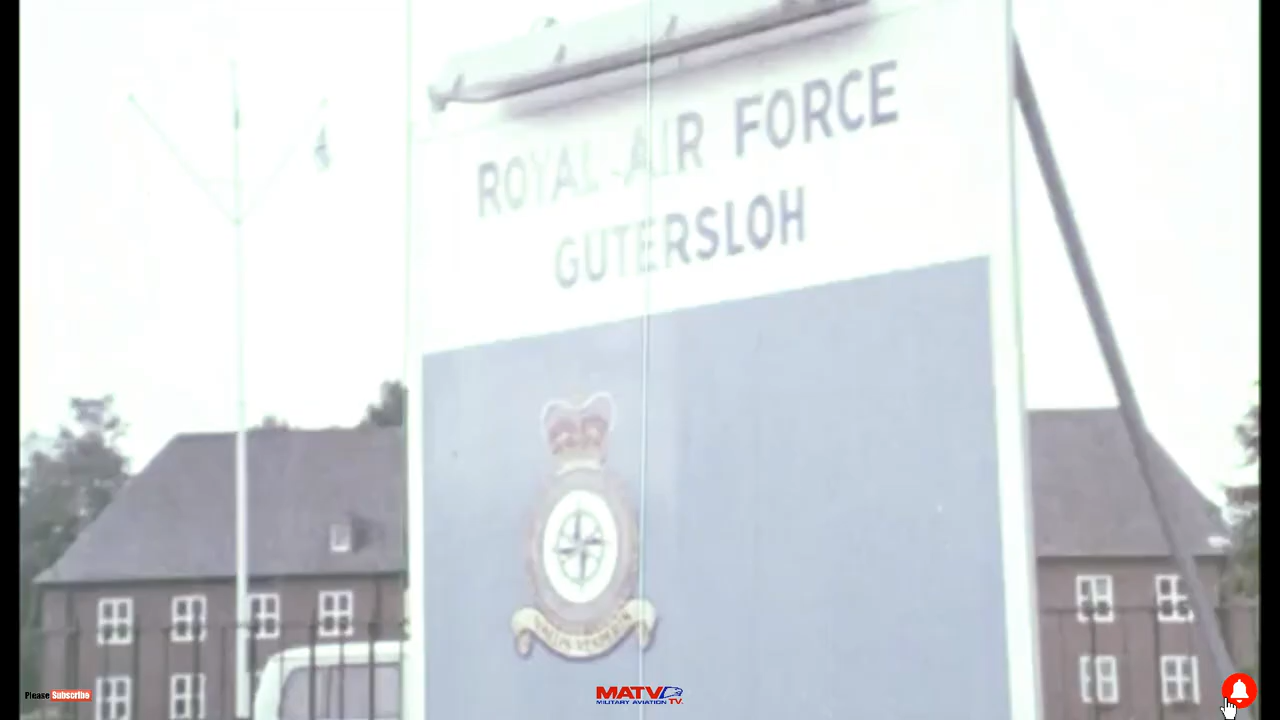 ROYAL AIR FORCE
GUTERSLOH
Please Subscribe
MATV
MILITARY AVIATION TV.